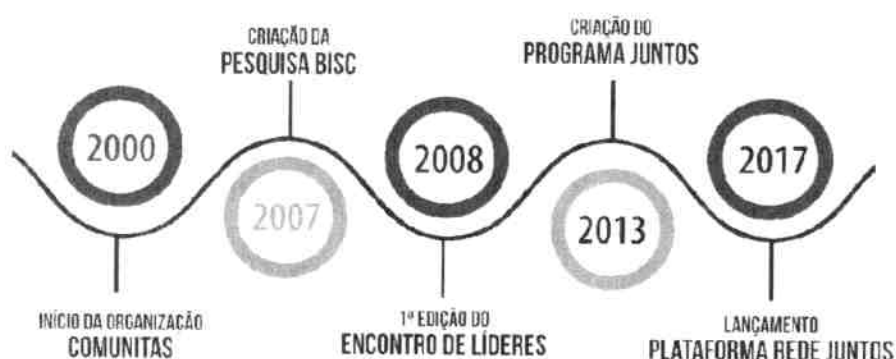 CRIAÇÃO DA
PESQUISA BISC
CRIAÇÃO DO
PROGRAMA JUNTOS
2000
2007
2008
2013
2017
INÍCIO DA ORGANIZAÇÃO
COMUNITAS
1ª EDIÇÃO DO
ENCONTRO DE LÍDERES
LANÇAMENTO
PLATAFORMA REDE JUNTOS